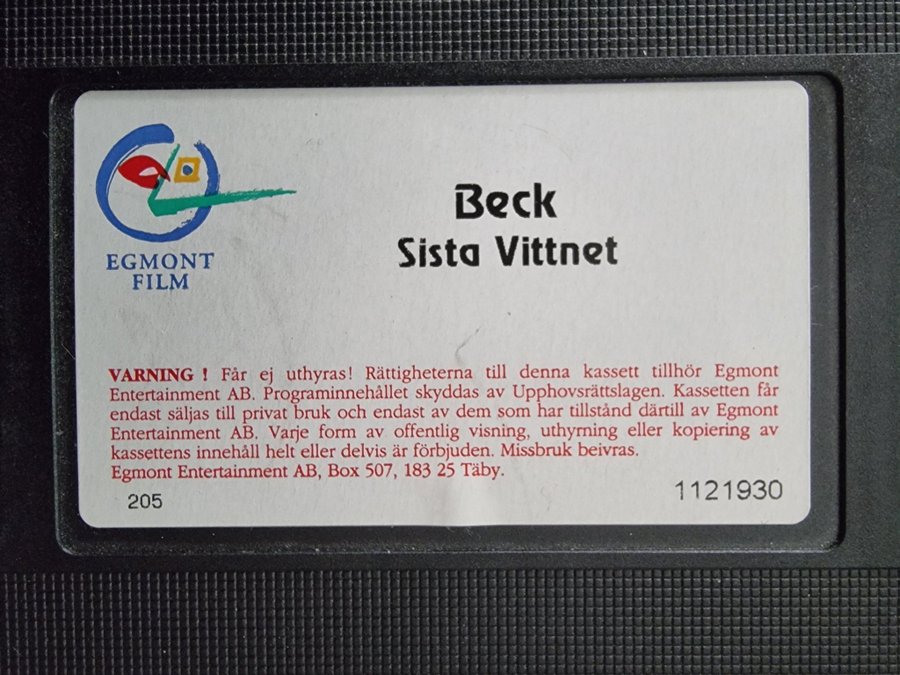 EGMONT
FILM
Beck
Sista Vittnet
VARNING ! Får ej uthyras! Rättigheterna till denna kassett tillhör Egmont
Entertainment AB. Programinnehållet skyddas av Upphovsrättslagen. Kassetten får
endast säljas till privat bruk och endast av dem som har tillstånd därtill av Egmont
Entertainment AB. Varje form av offentlig visning, uthyrning eller kopiering av
kassettens innehåll helt eller delvis är förbjuden. Missbruk beivras.
Egmont Entertainment AB, Box 507, 183 25 Täby.
205
1121930